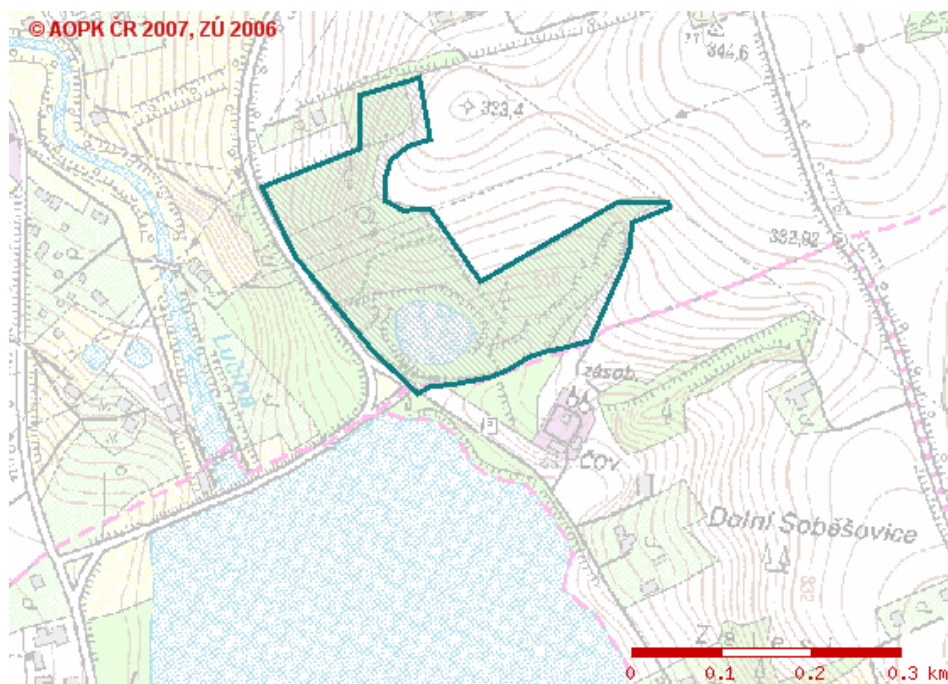 © AOPK ČR 2007, ZÚ 2006
344,6
333,4
332,92
Lučina
zásob.
ČOV
Dolní Soběšovice
332
0
0.1
0.2
0.3 km